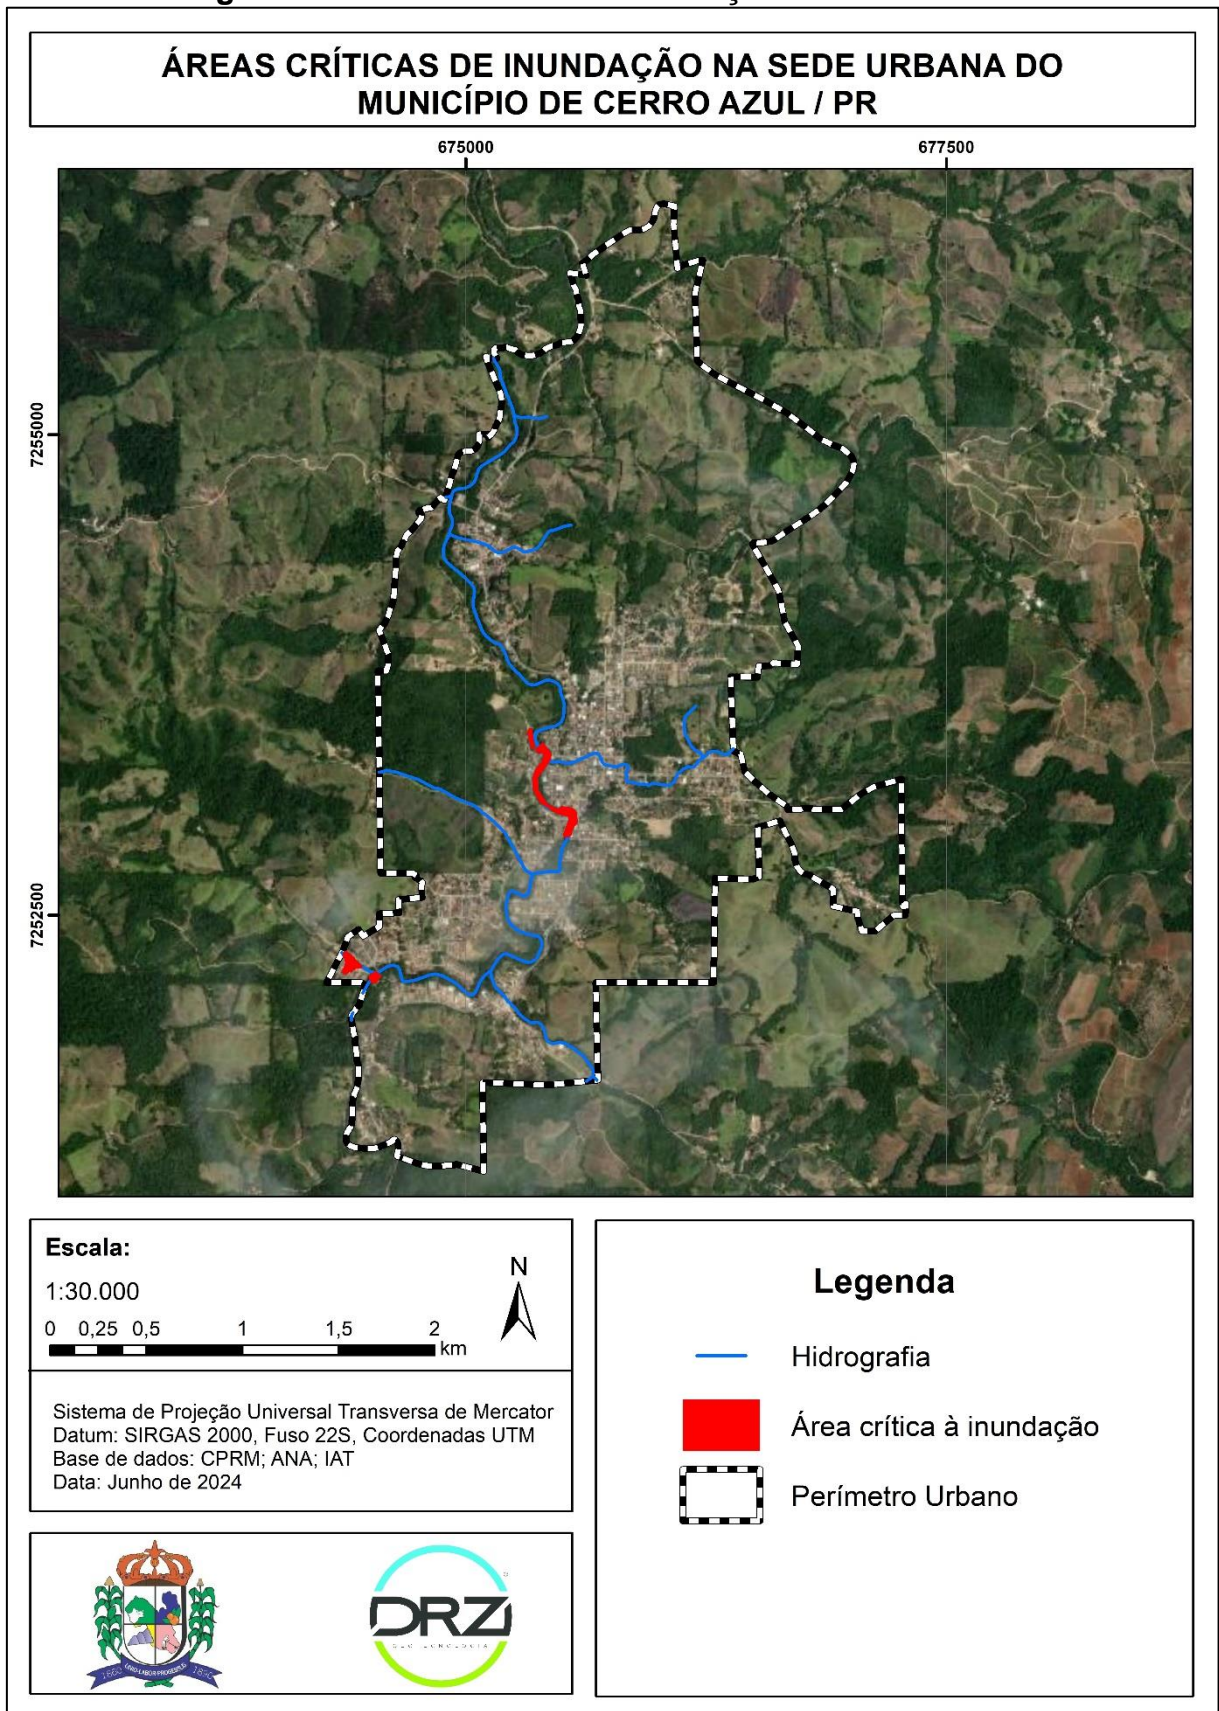 ÁREAS CRÍTICAS DE INUNDAÇÃO NA SEDE URBANA DO
MUNICÍPIO DE CERRO AZUL / PR
675000
677500
7255000
7252500
Escala:
1:30.000
N
0 0,25 0,5 1 1,5 2
km
Sistema de Projeção Universal Transversa de Mercator
Datum: SIRGAS 2000, Fuso 22S, Coordenadas UTM
Base de dados: CPRM; ANA; IAT
Data: Junho de 2024
Legenda
Hidrografia
Área crítica à inundação
Perímetro Urbano
1860
1890
DRZ
GEOTECNOLOGIA